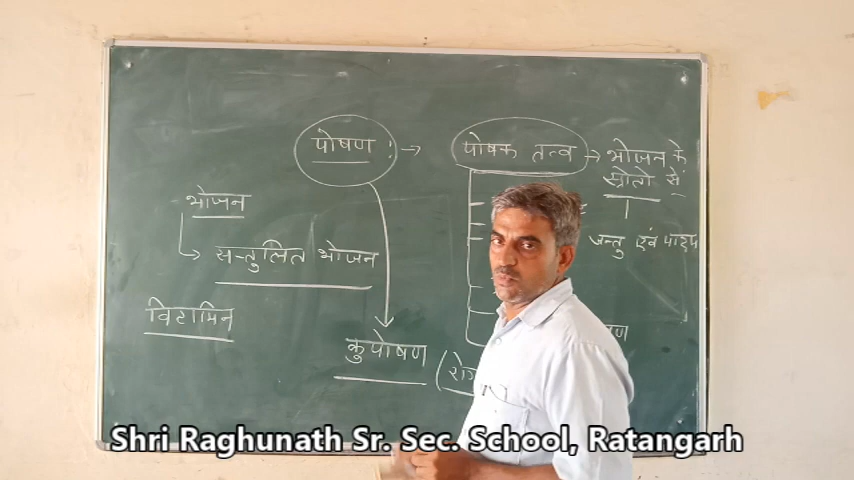 पोषण : →
पोषक तत्व → भोजन के
स्रोतो से
जन्तु एवं पादप
भोजन
→ सन्तुलित भोजन
विटामिन
कुपोषण
Shri Raghunath Sr. Sec. School, Ratangarh